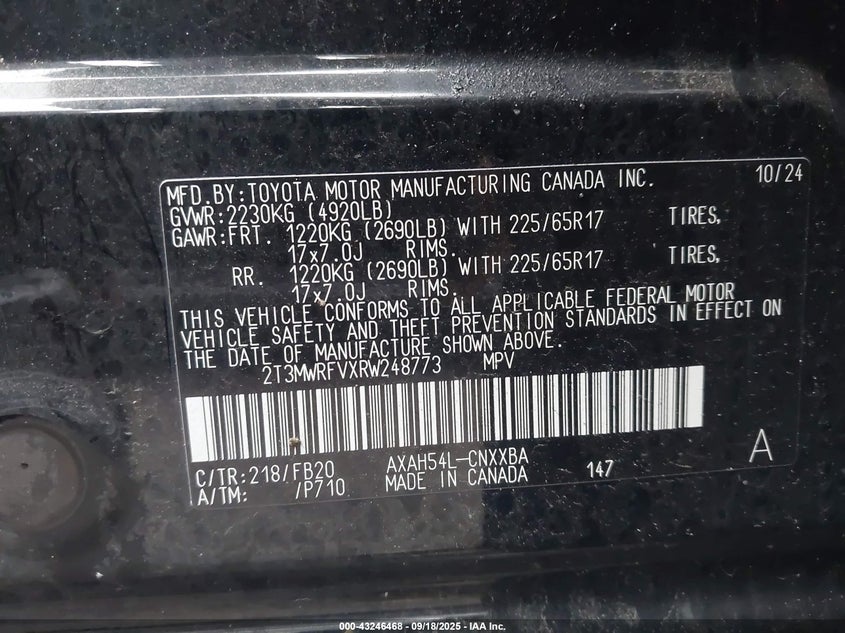 MFD.BY:TOYOTA MOTOR MANUFACTURING CANADA INC. 10/24
GVWR:2230KG (4920LB)
GAWR:FRT. 1220KG (2690LB) WITH 225/65R17 TIRES,
17x7.0J RIMS.
RR. 1220KG (2690LB) WITH 225/65R17 TIRES,
17x7.0J RIMS.
THIS VEHICLE CONFORMS TO ALL APPLICABLE FEDERAL MOTOR
VEHICLE SAFETY AND THEFT PREVENTION STANDARDS IN EFFECT ON
THE DATE OF MANUFACTURE SHOWN ABOVE.
2T3MWRFVXRW248773 MPV
C/TR:218/FB20 AXAH54L-CNXXBA 147 A
A/TM: /P710 MADE IN CANADA
000-43246468 - 09/18/2025 - IAA Inc.